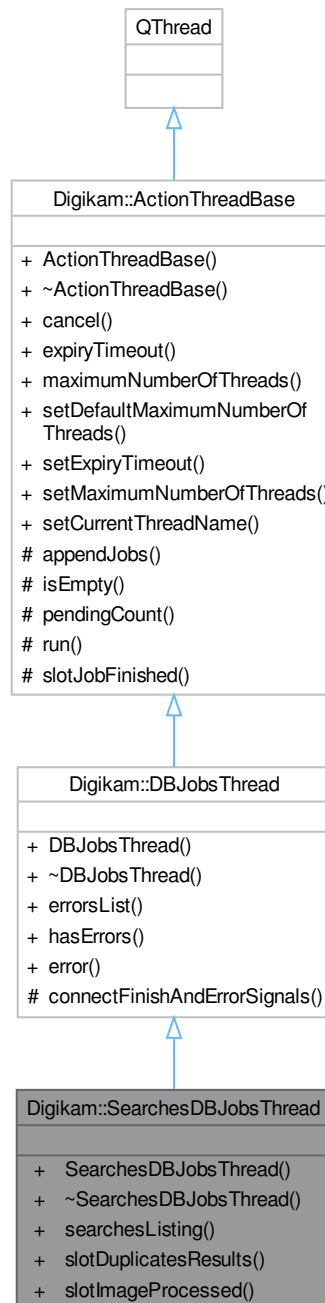 QThread
Digikam::ActionThreadBase
+ ActionThreadBase()
+ ~ActionThreadBase()
+ cancel()
+ expiryTimeout()
+ maximumNumberOfThreads()
+ setDefaultMaximumNumberOf
Threads()
+ setExpiryTimeout()
+ setMaximumNumberOfThreads()
+ setCurrentThreadName()
# appendJobs()
# isEmpty()
# pendingCount()
# run()
# slotJobFinished()
Digikam::DBJobsThread
+ DBJobsThread()
+ ~DBJobsThread()
+ errorsList()
+ hasErrors()
+ error()
# connectFinishAndErrorSignals()
Digikam::SearchesDBJobsThread
+ SearchesDBJobsThread()
+ ~SearchesDBJobsThread()
+ searchesListing()
+ slotDuplicatesResults()
+ slotImageProcessed()